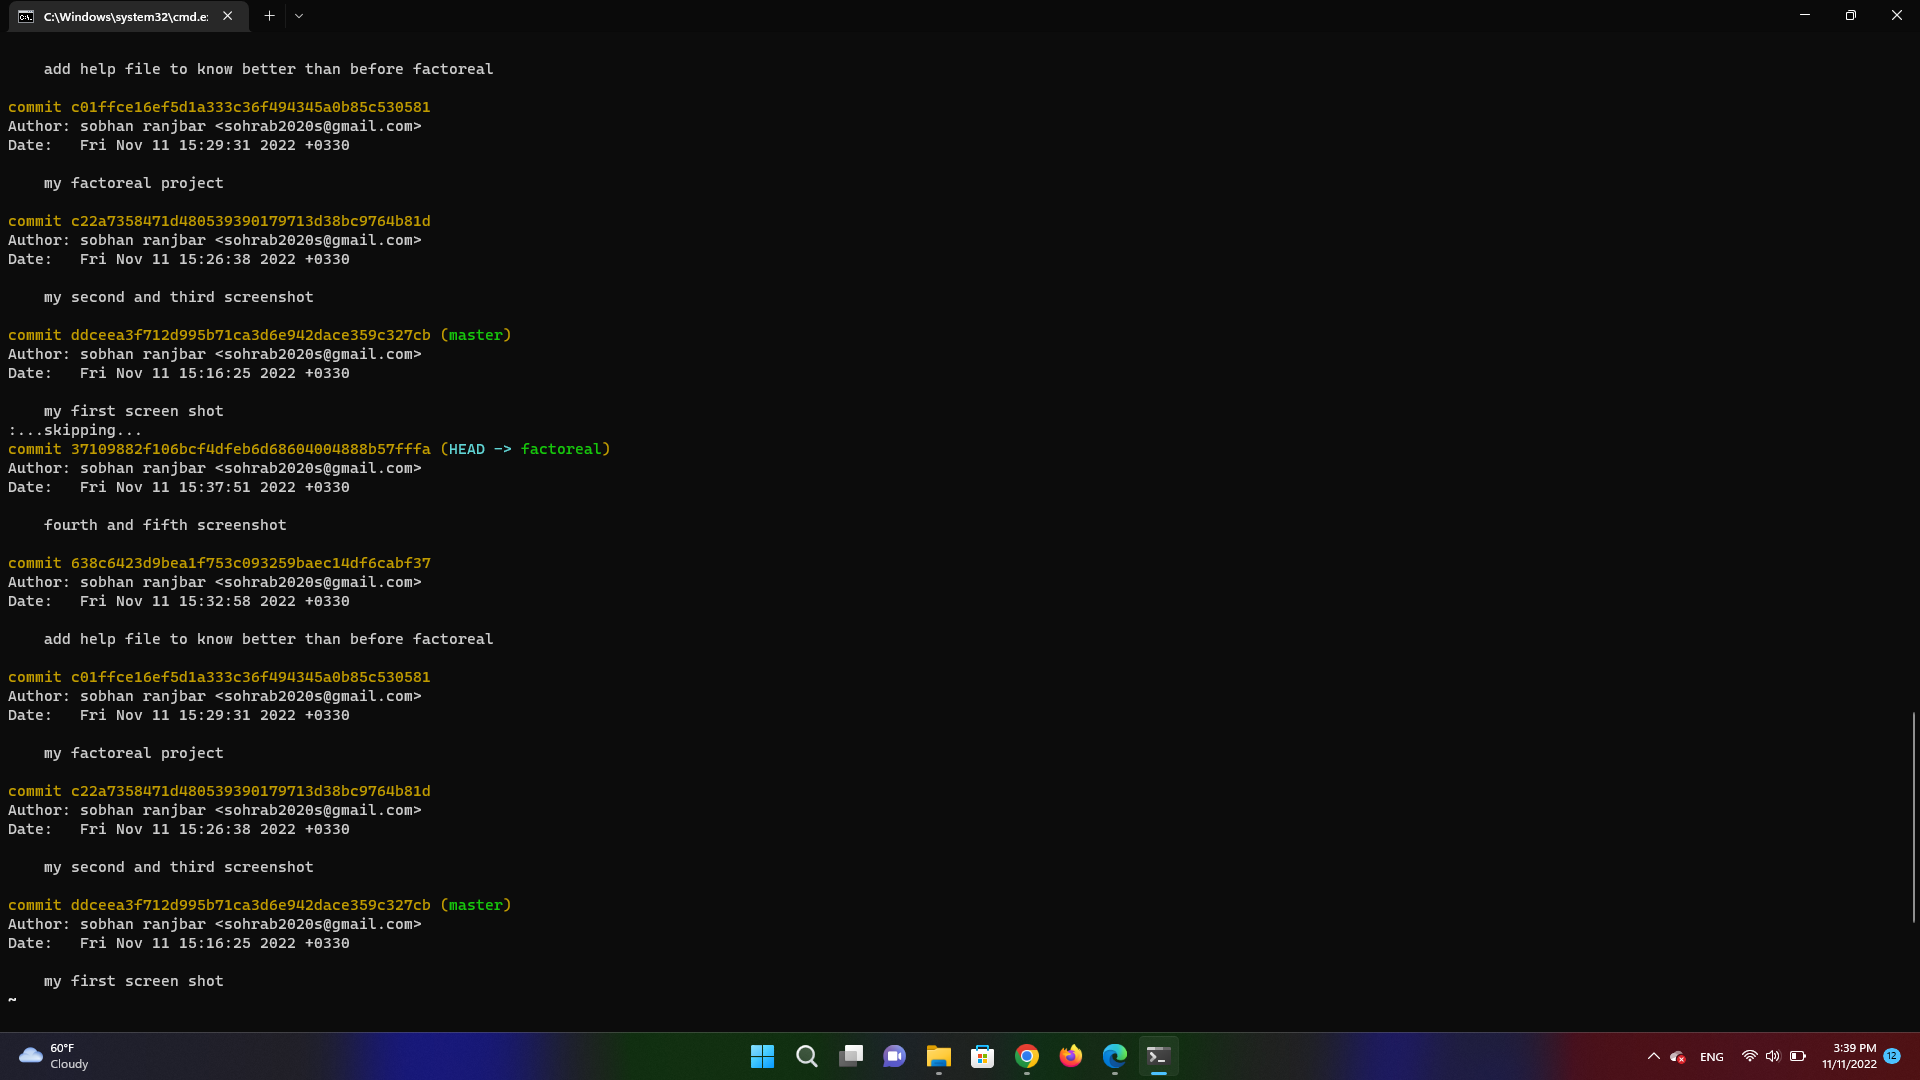 C:\Windows\system32\cmd.e:
add help file to know better than before factoreal
commit c01ffce16ef5d1a333c36f494345a0b85c530581
Author: sobhan ranjbar <sohrab2020s@gmail.com>
Date:   Fri Nov 11 15:29:31 2022 +0330
my factoreal project
commit c22a7358471d480539390179713d38bc9764b81d
Author: sobhan ranjbar <sohrab2020s@gmail.com>
Date:   Fri Nov 11 15:26:38 2022 +0330
my second and third screenshot
commit ddceea3f712d995b71ca3d6e942dace359c327cb (master)
Author: sobhan ranjbar <sohrab2020s@gmail.com>
Date:   Fri Nov 11 15:16:25 2022 +0330
my first screen shot
:...skipping...
commit 37109882f106bcf4dfeb6d68604004888b57fffa (HEAD -> factoreal)
Author: sobhan ranjbar <sohrab2020s@gmail.com>
Date:   Fri Nov 11 15:37:51 2022 +0330
fourth and fifth screenshot
commit 638c6423d9bea1f753c093259baec14df6cabf37
Author: sobhan ranjbar <sohrab2020s@gmail.com>
Date:   Fri Nov 11 15:32:58 2022 +0330
add help file to know better than before factoreal
commit c01ffce16ef5d1a333c36f494345a0b85c530581
Author: sobhan ranjbar <sohrab2020s@gmail.com>
Date:   Fri Nov 11 15:29:31 2022 +0330
my factoreal project
commit c22a7358471d480539390179713d38bc9764b81d
Author: sobhan ranjbar <sohrab2020s@gmail.com>
Date:   Fri Nov 11 15:26:38 2022 +0330
my second and third screenshot
commit ddceea3f712d995b71ca3d6e942dace359c327cb (master)
Author: sobhan ranjbar <sohrab2020s@gmail.com>
Date:   Fri Nov 11 15:16:25 2022 +0330
my first screen shot
~
60°F
Cloudy
ENG
3:39 PM
11/11/2022
12